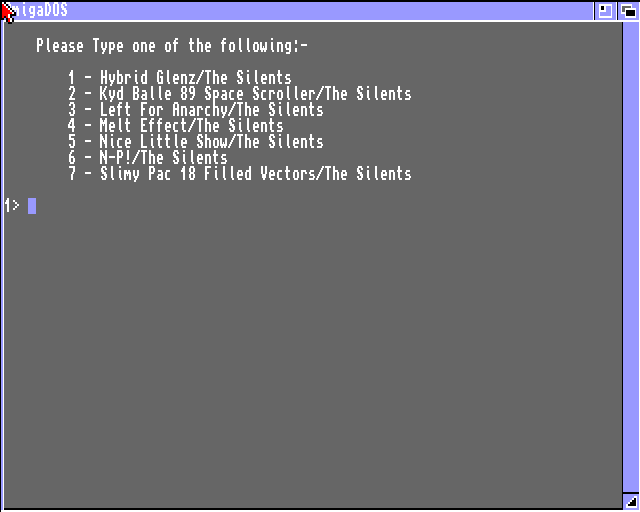 migaDOS
Please Type one of the following:-
1 - Hybrid Glenz/The Silents
2 - Kyd Balle 89 Space Scroller/The Silents
3 - Left For Anarchy/The Silents
4 - Melt Effect/The Silents
5 - Nice Little Show/The Silents
6 - N-P!/The Silents
7 - Slimy Pac 18 Filled Vectors/The Silents
1>